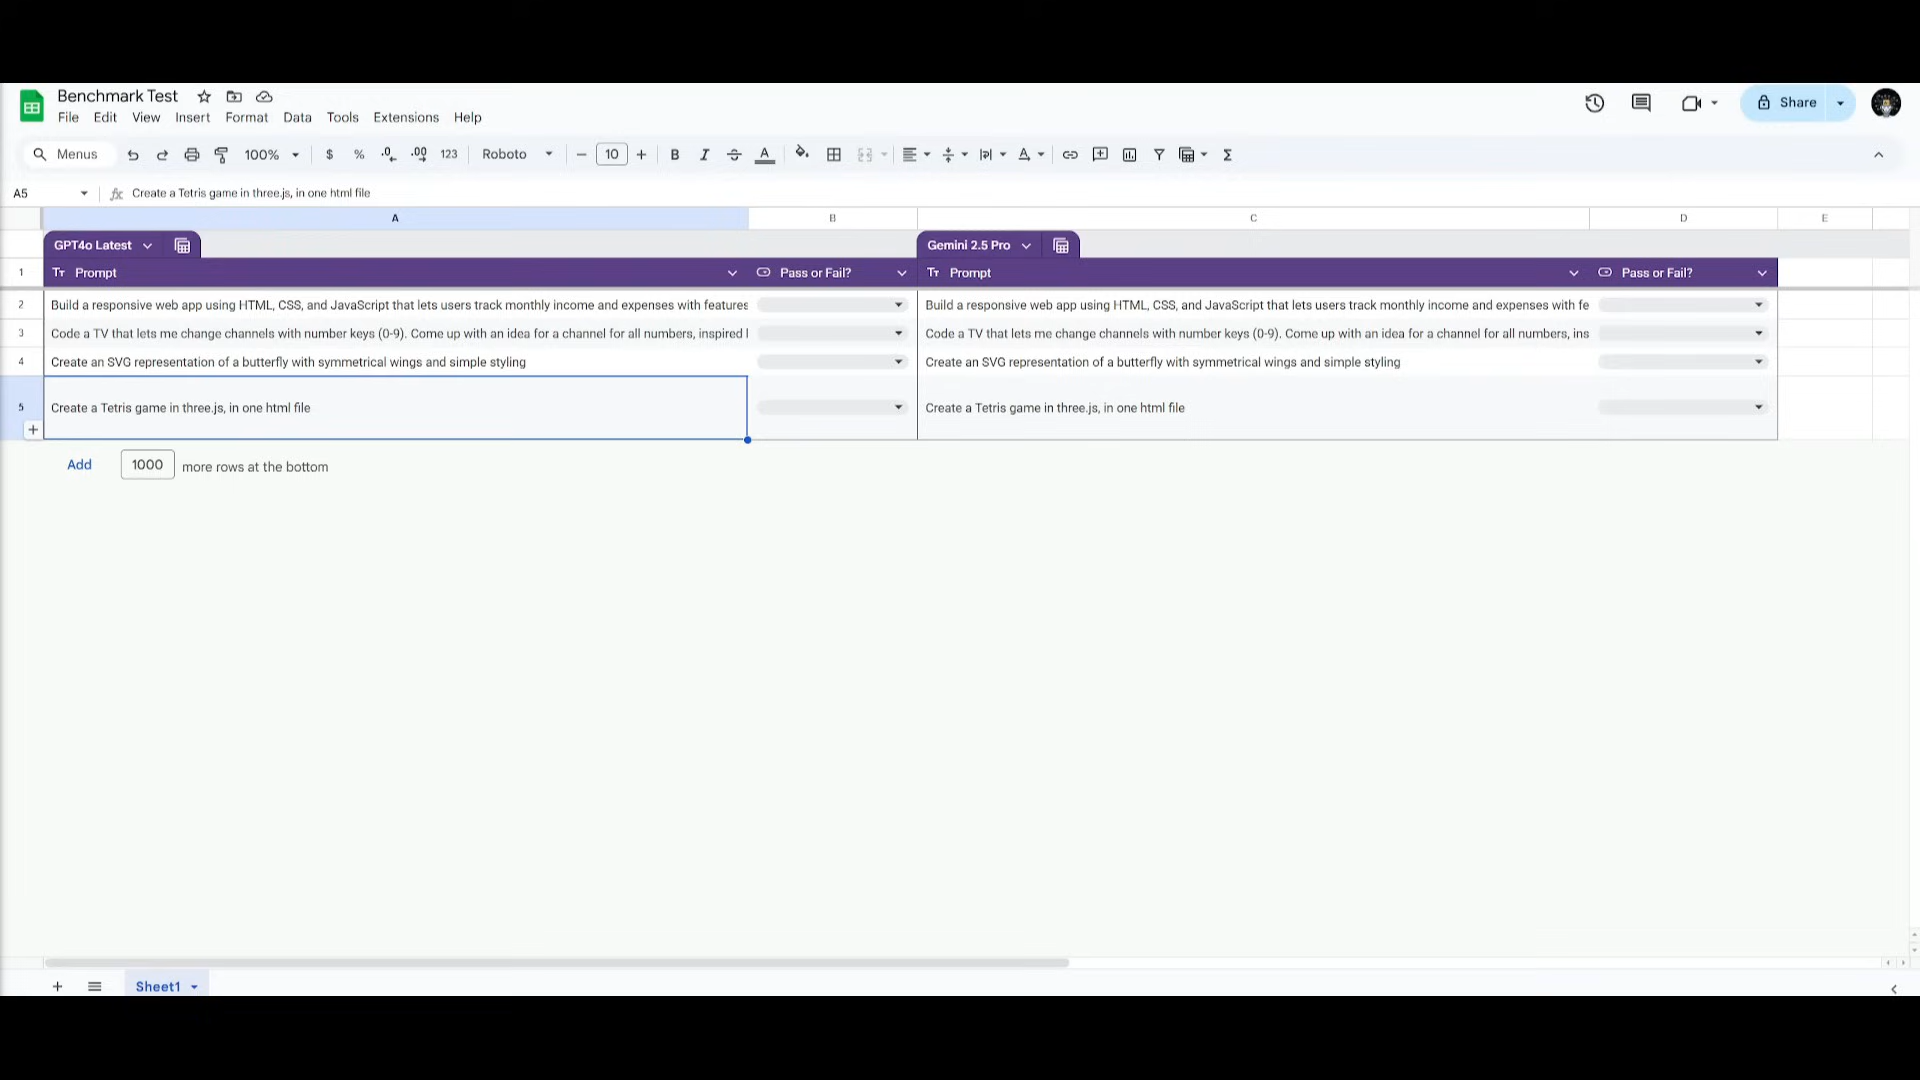 Benchmark Test
File Edit View Insert Format Data Tools Extensions Help
Share
Menus 100% $ % .0 .00 123 Roboto 10 B I A Σ
A5 fx Create a Tetris game in three.js, in one html file
A B C D E
GPT4o Latest Gemini 2.5 Pro
1 Tт Prompt Pass or Fail? Tт Prompt Pass or Fail?
2 Build a responsive web app using HTML, CSS, and JavaScript that lets users track monthly income and expenses with features Build a responsive web app using HTML, CSS, and JavaScript that lets users track monthly income and expenses with fe
3 Code a TV that lets me change channels with number keys (0-9). Come up with an idea for a channel for all numbers, inspired Code a TV that lets me change channels with number keys (0-9). Come up with an idea for a channel for all numbers, ins
4 Create an SVG representation of a butterfly with symmetrical wings and simple styling Create an SVG representation of a butterfly with symmetrical wings and simple styling
5 Create a Tetris game in three.js, in one html file Create a Tetris game in three.js, in one html file
Add 1000 more rows at the bottom
Sheet1